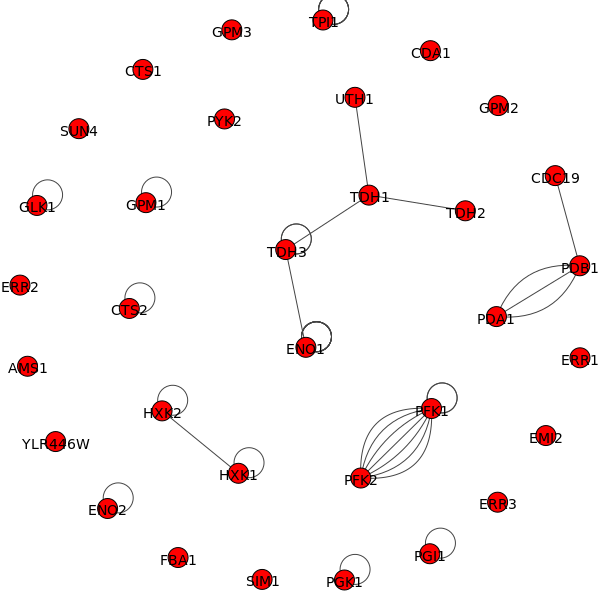 TPI1
GPM3
CDA1
CTS1
UTH1
GPM2
PYK2
SUN4
CDC19
TDH1
GLK1
GPM1
TDH2
TDH3
PDB1
ERR2
CTS2
PDA1
ENO1
ERR1
AMS1
HXK2
PFK1
YLR446W
EMI2
HXK1
PFK2
ERR3
ENO2
FBA1
PGI1
SIM1
PGK1